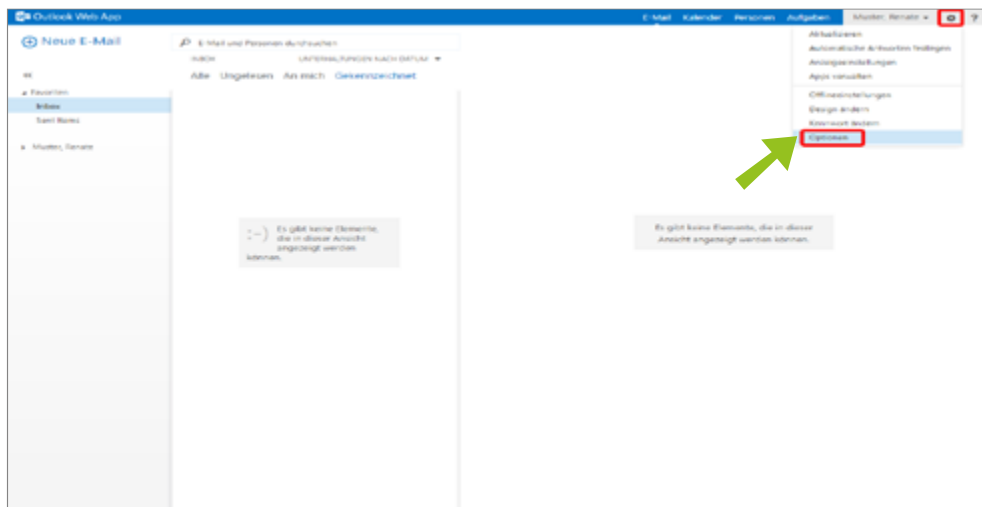 Outlook Web App
E-Mail Kalender Personen Aufgaben Muster, Renate ?
Neue E-Mail
E-Mail und Personen durchsuchen
INBOX UNTERHALTUNGEN NACH DATUM
Alle Ungelesen An mich Gekennzeichnet
Favoriten
Inbox
Sent Items
Muster, Renate
Aktualisieren
Automatische Antworten festlegen
Anzeigeeinstellungen
Apps verwalten
Offlineeinstellungen
Design ändern
Kennwort ändern
Optionen
:-) Es gibt keine Elemente,
die in dieser Ansicht
angezeigt werden
können.
Es gibt keine Elemente, die in dieser
Ansicht angezeigt werden können.